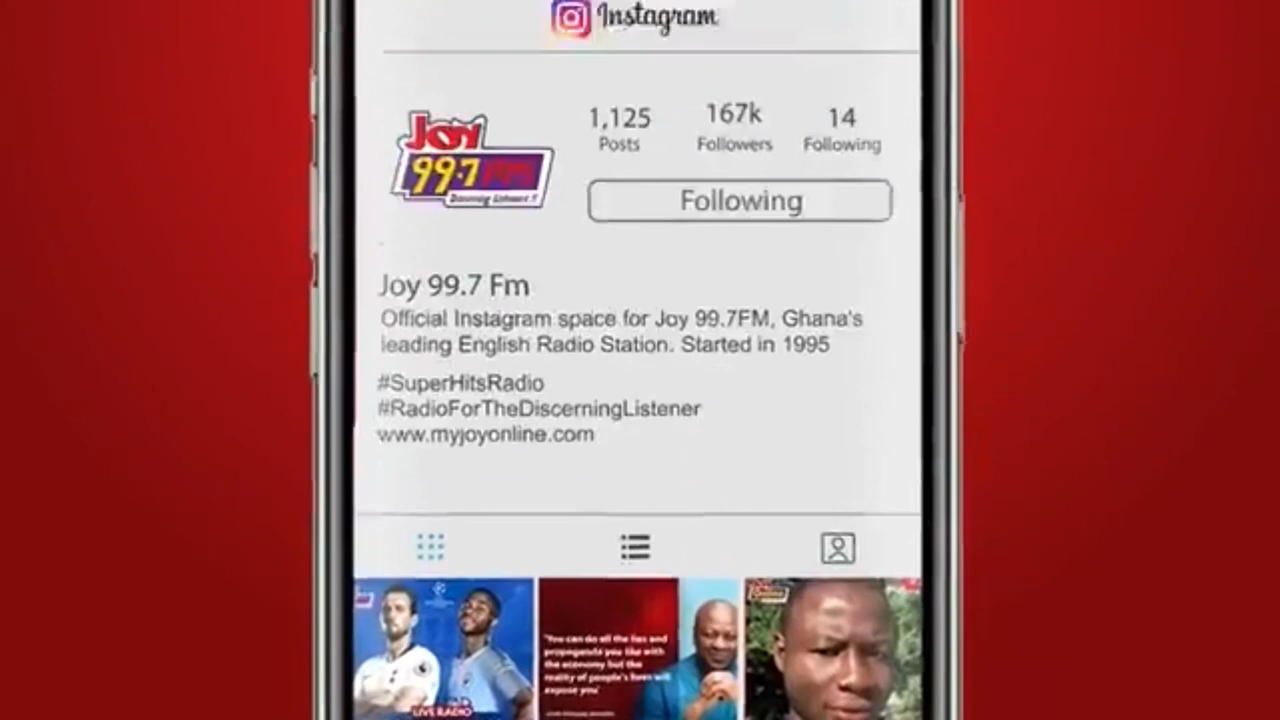 Instagram
1,125
Posts
167k
Followers
14
Following
JOY
99.7 FM
Following
Joy 99.7 Fm
Official Instagram space for Joy 99.7FM, Ghana's
leading English Radio Station. Started in 1995
#SuperHitsRadio
#RadioForTheDiscerningListener
www.myjoyonline.com
"You can do all the lies and
propaganda you like with
the economy but the
reality of people's lives will
expose you"
LIVE RADIO